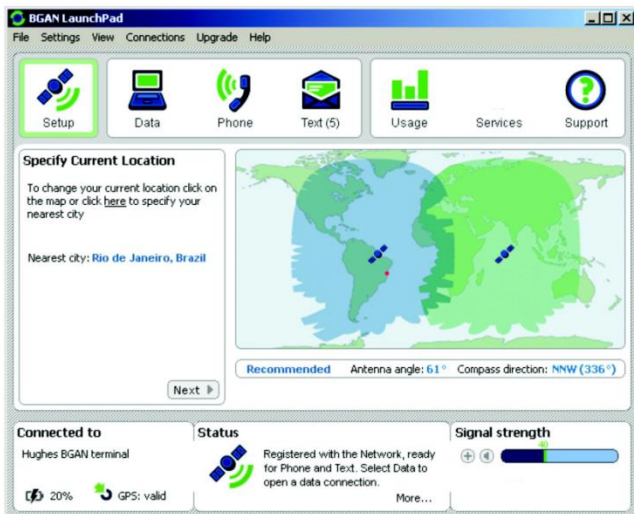 BGAN LaunchPad
File Settings View Connections Upgrade Help
Setup
Data
Phone
Text (5)
Usage
Services
Support
Specify Current Location
To change your current location click on
the map or click here to specify your
nearest city
Nearest city: Rio de Janeiro, Brazil
Next
Recommended Antenna angle: 61° Compass direction: NNW (336°)
Connected to
Hughes BGAN terminal
20% GPS: valid
Status
Registered with the Network, ready
for Phone and Text. Select Data to
open a data connection.
More...
Signal strength
40